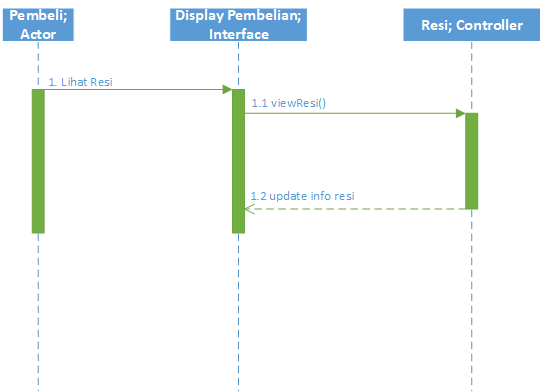 Pembeli;
Actor
Display Pembelian;
Interface
Resi; Controller
1. Lihat Resi
1.1 viewResi()
1.2 update info resi